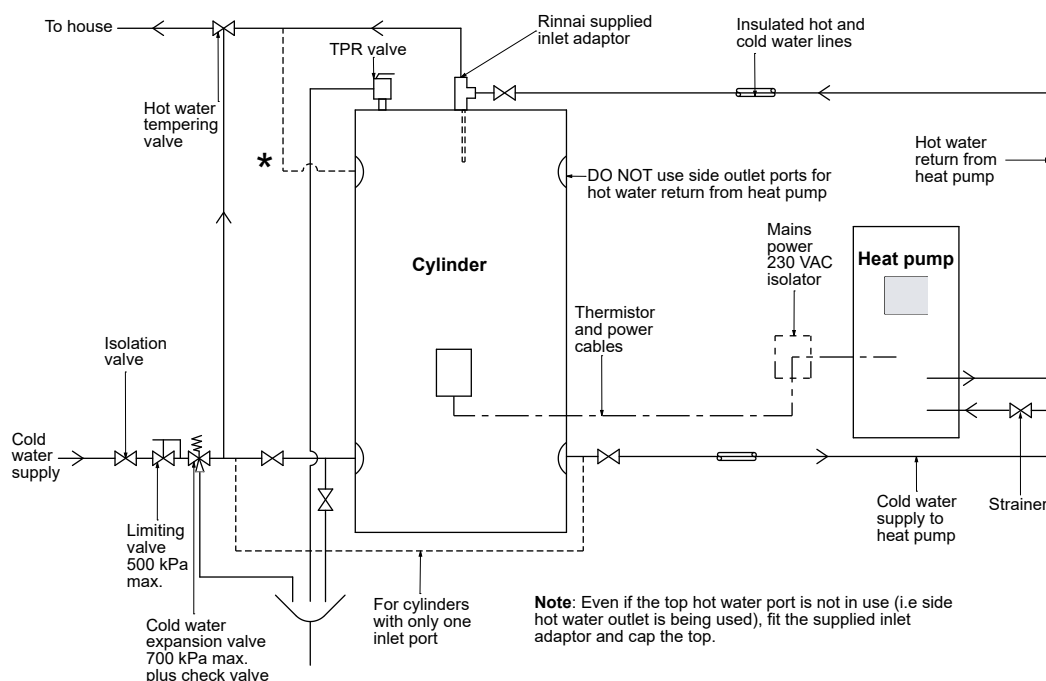 To house
Rinnai supplied
inlet adaptor
Insulated hot and
cold water lines
TPR valve
Hot water
tempering
valve
*
Hot water
return from
heat pump
DO NOT use side outlet ports for
hot water return from heat pump
Mains
power
230 VAC
isolator
Heat pump
Cylinder
Thermistor
and power
cables
Isolation
valve
Cold
water
supply
Limiting
valve
500 kPa
max.
Cold water
supply to
heat pump
Strainer
For cylinders
with only one
inlet port
Note: Even if the top hot water port is not in use (i.e side
hot water outlet is being used), fit the supplied inlet
adaptor and cap the top.
Cold water
expansion valve
700 kPa max.
plus check valve